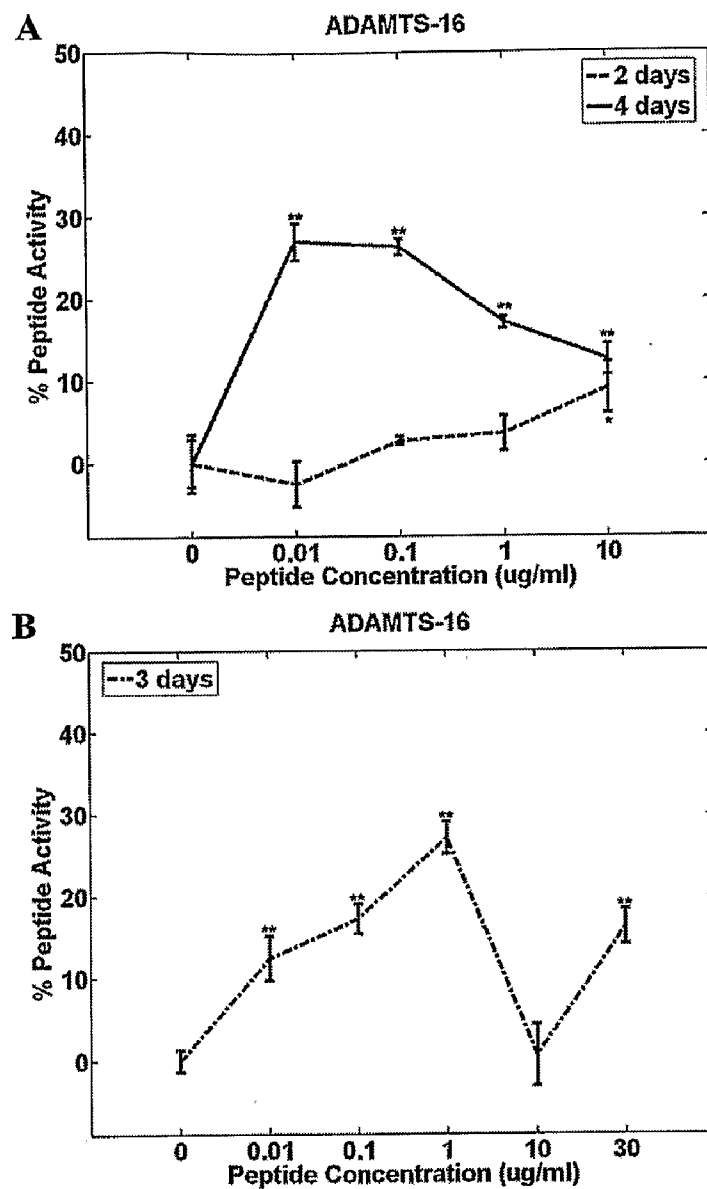 A
ADAMTS-16
50
40
30
20
10
0
% Peptide Activity
2 days
4 days
**
**
**
**
*
0 0.01 0.1 1 10
Peptide Concentration (ug/ml)
B
ADAMTS-16
50
40
30
20
10
0
% Peptide Activity
3 days
**
**
**
**
0 0.01 0.1 1 10 30
Peptide Concentration (ug/ml)